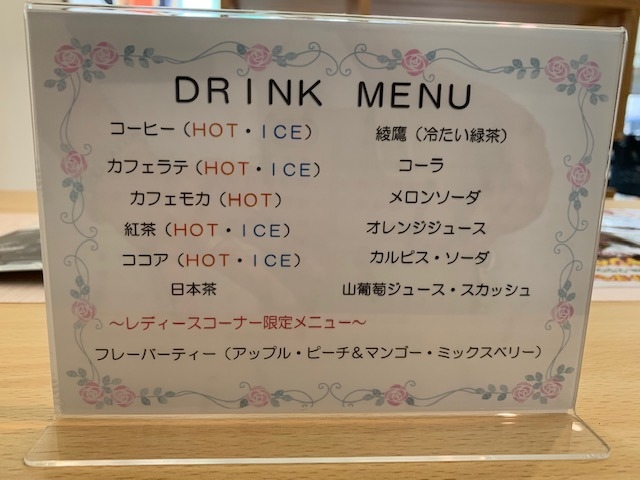 DRINK MENU
コーヒー（HOT・ICE）
カフェラテ（HOT・ICE）
カフェモカ（HOT）
紅茶（HOT・ICE）
ココア（HOT・ICE）
日本茶
綾鷹（冷たい緑茶）
コーラ
メロンソーダ
オレンジジュース
カルピス・ソーダ
山葡萄ジュース・スカッシュ
～レディースコーナー限定メニュー～
フレーバーティー（アップル・ピーチ＆マンゴー・ミックスベリー）